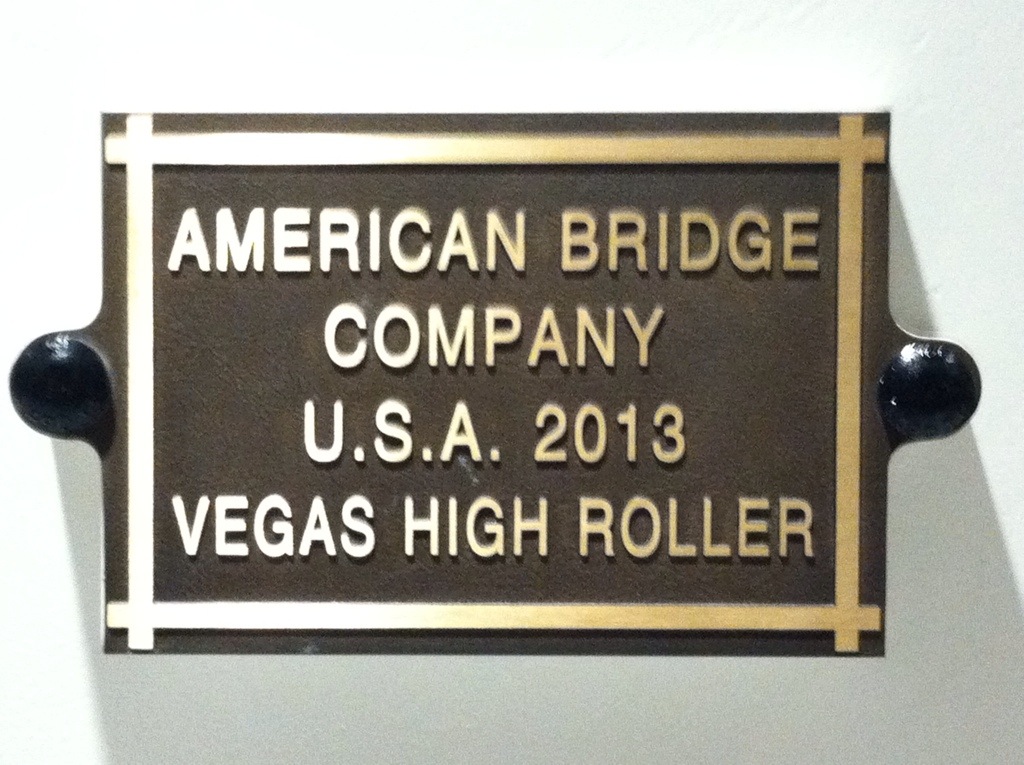 AMERICAN BRIDGE
COMPANY
U.S.A. 2013
VEGAS HIGH ROLLER